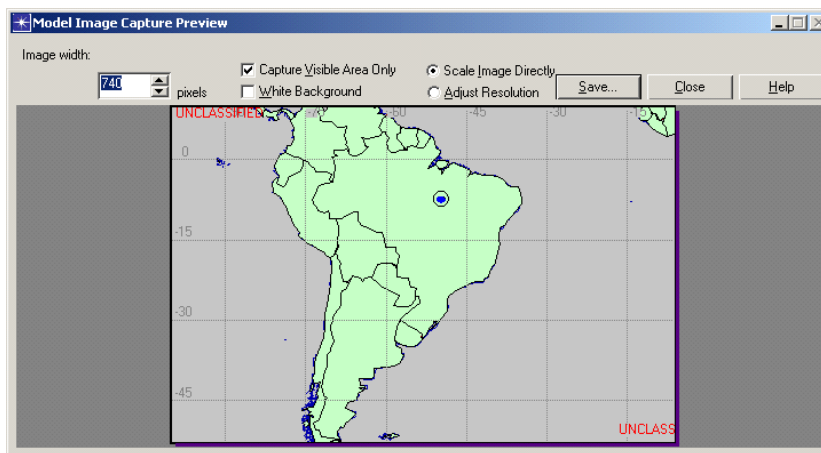 Model Image Capture Preview
Image width:
740
pixels
Capture Visible Area Only
White Background
Scale Image Directly
Adjust Resolution
Save...
Close
Help
UNCLASSIFIED
-60
-45
-30
-15
0
-15
-30
-45
UNCLASS